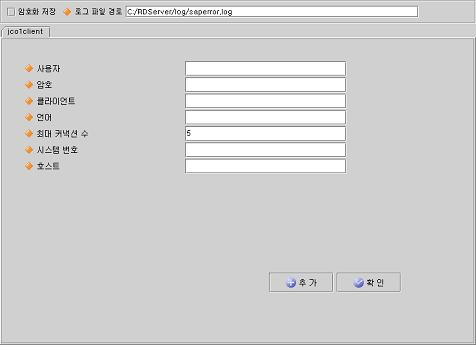 암호화 저장 로그 파일 경로 C:/RDServer/log/saperror.log
jco1client
사용자
암호
클라이언트
언어
최대 커넥션 수 5
시스템 번호
호스트
추 가 확 인